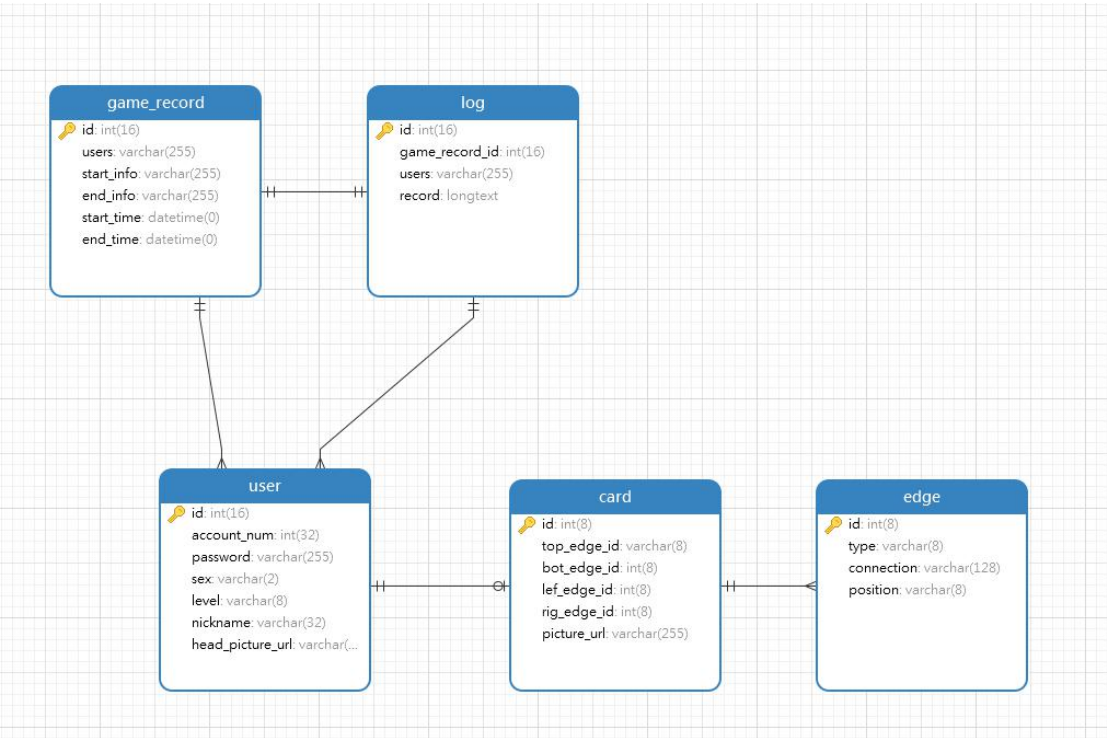 game_record
id: int(16)
users: varchar(255)
start_info: varchar(255)
end_info: varchar(255)
start_time: datetime(0)
end_time: datetime(0)
log
id: int(16)
game_record_id: int(16)
users: varchar(255)
record: longtext
user
id: int(16)
account_num: int(32)
password: varchar(255)
sex: varchar(2)
level: varchar(8)
nickname: varchar(32)
head_picture_url: varchar(...
card
id: int(8)
top_edge_id: varchar(8)
bot_edge_id: int(8)
lef_edge_id: int(8)
rig_edge_id: int(8)
picture_url: varchar(255)
edge
id: int(8)
type: varchar(8)
connection: varchar(128)
position: varchar(8)